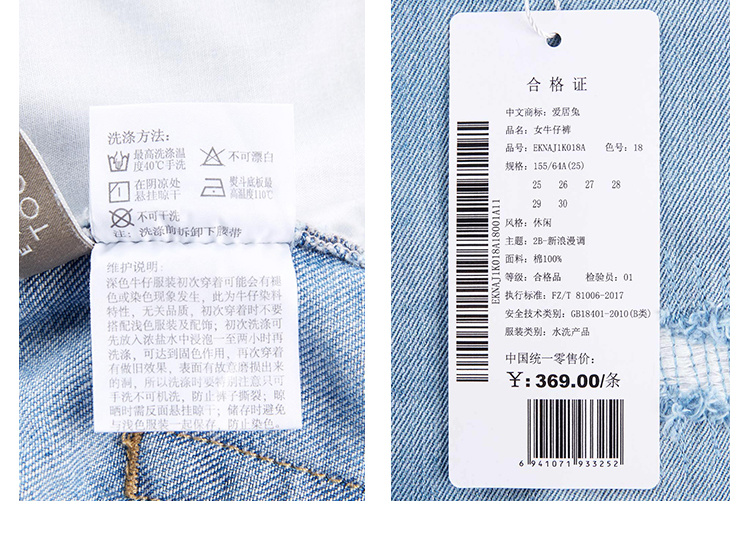 ETOU
洗涤方法:
最高洗涤温度40℃手洗
不可漂白
在阴凉处悬挂晾干
熨斗底板最高温度110℃
不可干洗
注: 洗涤前拆卸下腰带
维护说明:
深色牛仔服装初次穿着可能会有褪
色或染色现象发生，此为牛仔染料
特性，无关品质，初次穿着时不要
搭配浅色服装及配饰；初次洗涤可
先放入浓盐水中浸泡一至两小时再
洗涤，可达到固色作用，再次穿着
有做旧效果，表面有故意磨损出来
的洞，所以洗涤时要特别注意只可
手洗不可机洗，防止裤子撕裂；晾
晒时需反面悬挂晾干；储存时避免
与浅色服装一起保存，防止染色。
合格证
中文商标: 爱居兔
品名: 女牛仔裤
品号: EKNAJ1K018A 色号: 18
规格: 155/64A(25)
25 26 27 28
29 30
风格: 休闲
主题: 2B-新浪漫调
面料: 棉100%
等级: 合格品 检验员: 01
执行标准: FZ/T 81006-2017
安全技术类别: GB18401-2010(B类)
服装类别: 水洗产品
中国统一零售价:
¥: 369.00/条
EKNAJ1K018A18001A11
6 941071 933252